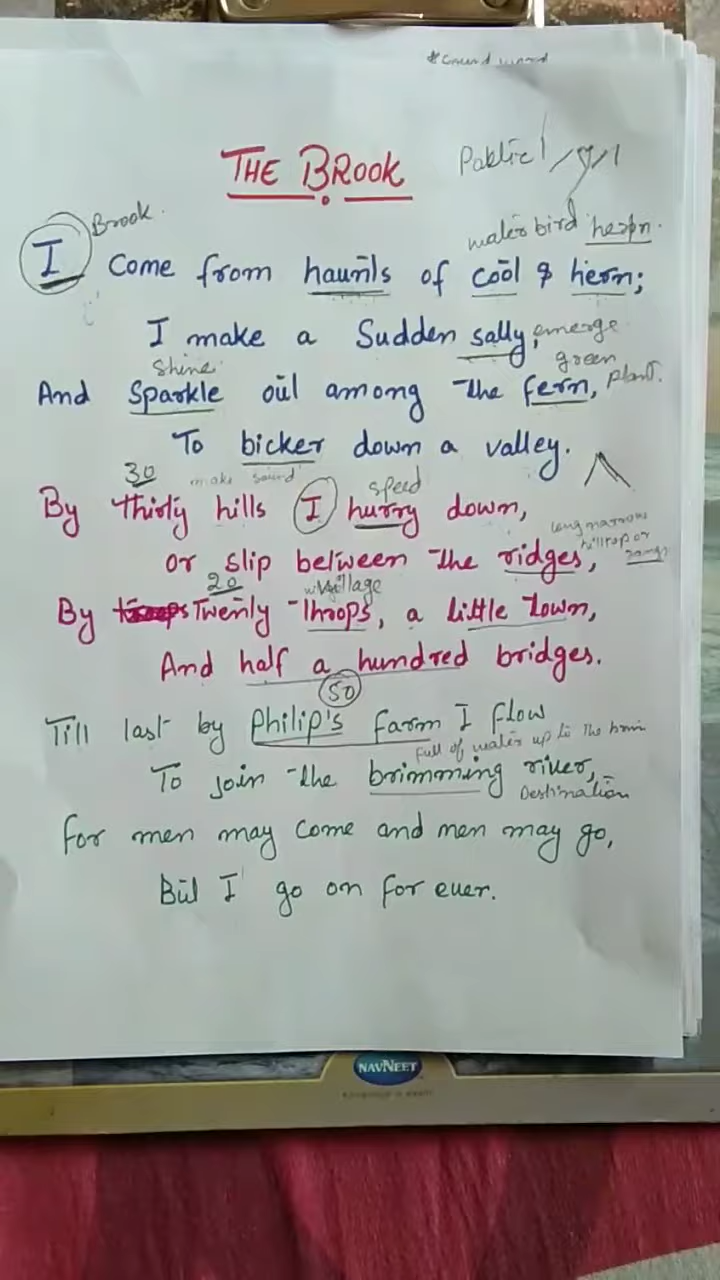 THE BROOK
Brook.
water bird heron.
I Come from haunts of cool & hern;
I make a Sudden sally, emerge
shine
green
And Sparkle out among the fern, plant.
To bicker down a valley.
30
make sound
speed
By thirty hills I hurry down,
long narrow
hilltop or
or slip between the ridges,
20
village
By Twenty throps, a little town,
And half a hundred bridges.
50
Till last by Philip's farm I flow
full of water up to the brim
To join the brimming river,
Destination
For men may come and men may go,
But I go on for ever.
NAVNEET